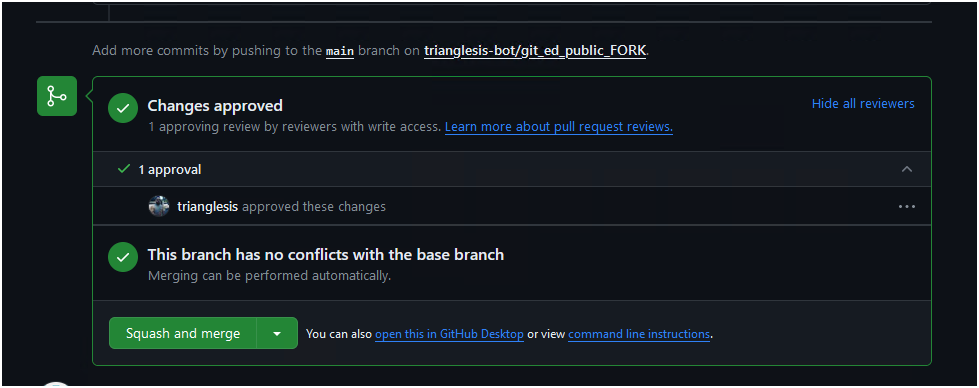 Add more commits by pushing to the main branch on trianglesis-bot/git_ed_public_FORK.
Changes approved
Hide all reviewers
1 approving review by reviewers with write access. Learn more about pull request reviews.
1 approval
trianglesis approved these changes
This branch has no conflicts with the base branch
Merging can be performed automatically.
Squash and merge
You can also open this in GitHub Desktop or view command line instructions.